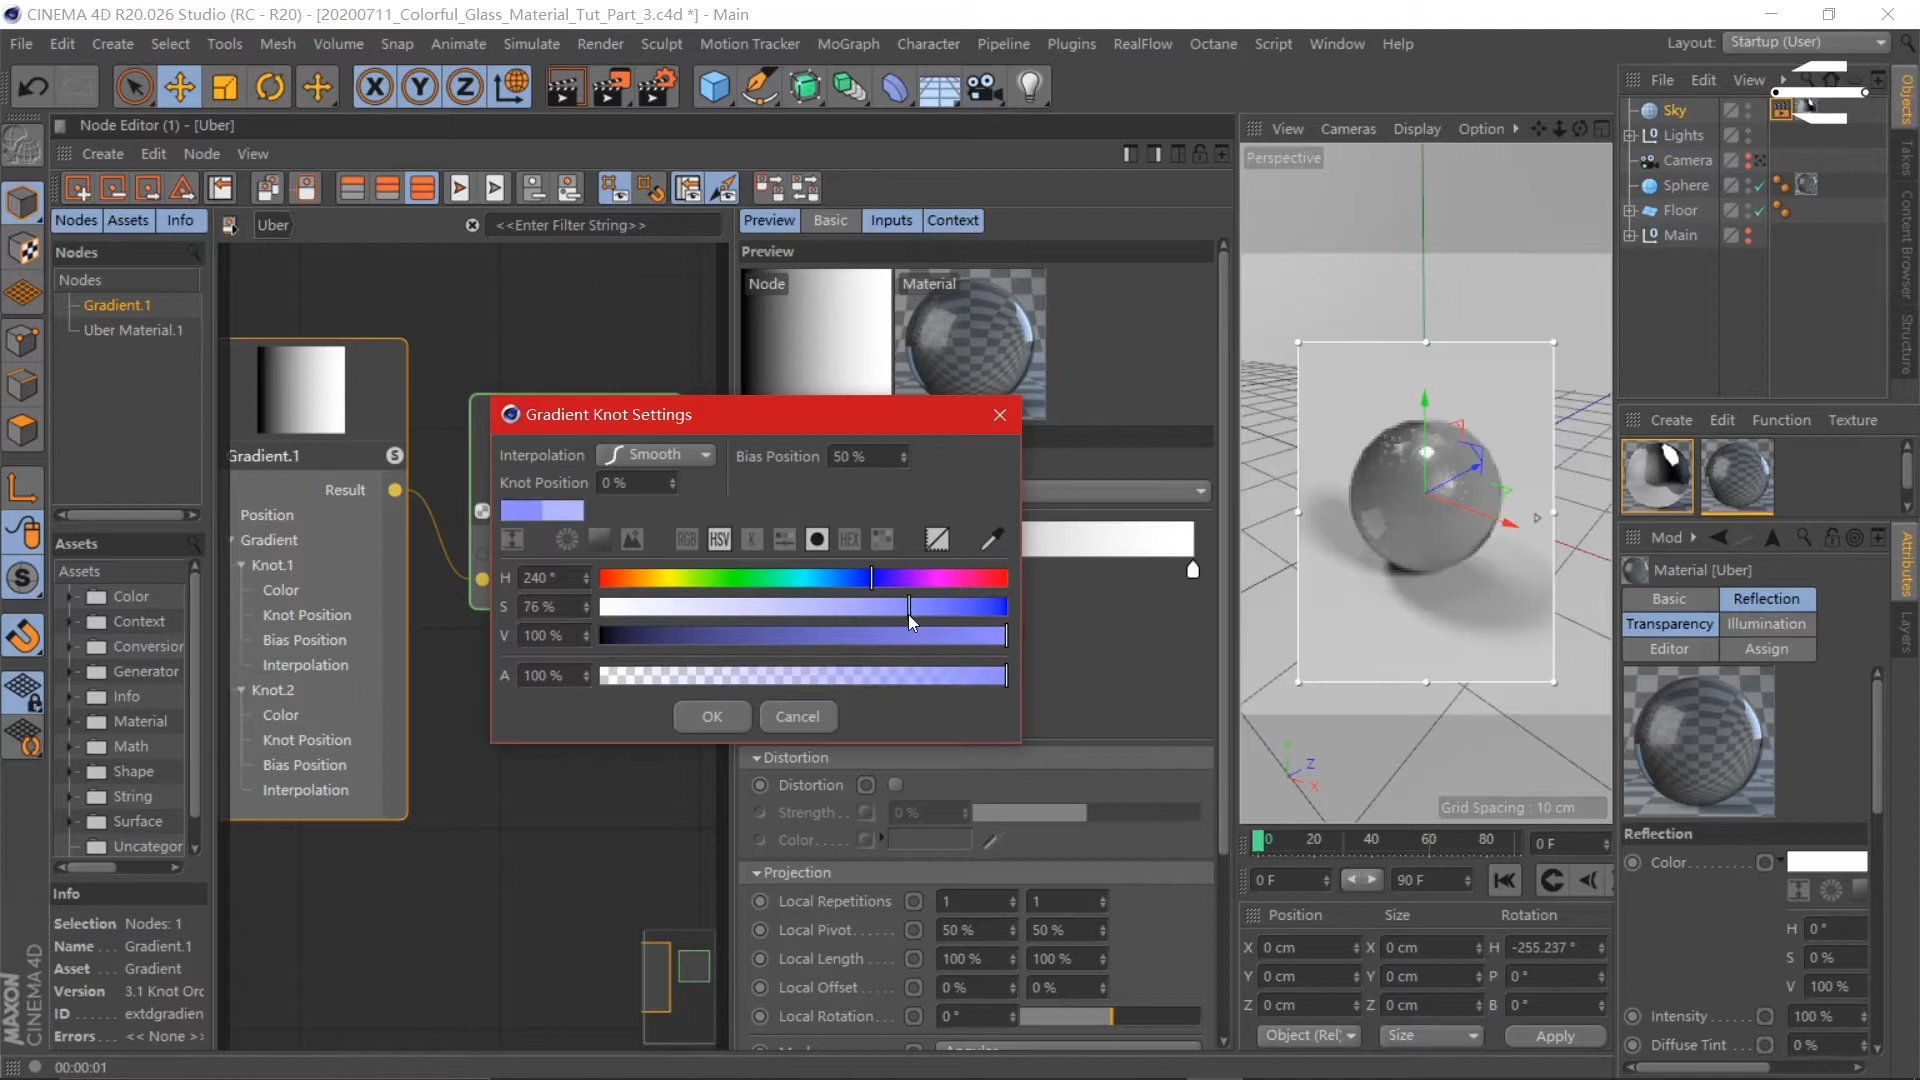 CINEMA 4D R20.026 Studio (RC - R20) - [20200711_Colorful_Glass_Material_Tut_Part_3.c4d *] - Main
File Edit Create Select Tools Mesh Volume Snap Animate Simulate Render Sculpt Motion Tracker MoGraph Character Pipeline Plugins RealFlow Octane Script Window Help
Layout: Startup (User)
Node Editor (1) - [Uber]
Create Edit Node View
Nodes Assets Info
Uber
<<Enter Filter String>>
Nodes
Nodes
Gradient.1
Uber Material.1
Assets
Assets
Color
Context
Conversior
Generator
Info
Material
Math
Shape
String
Surface
Uncategor
Info
Selection Nodes: 1
Name . . . Gradient.1
Asset . . . Gradient
Version 3.1 Knot Orc
ID . . . . extdgradien
Errors. . . << None >>
MAXON
CINEMA 4D
00:00:01
Gradient.1
S
Result
Position
Gradient
Knot.1
Color
Knot Position
Bias Position
Interpolation
Knot.2
Color
Knot Position
Bias Position
Interpolation
Preview Basic Inputs Context
Preview
Node
Material
Gradient Knot Settings
Interpolation Smooth
Bias Position 50 %
Knot Position 0 %
RGB HSV K HEX
H 240 °
S 76 %
V 100 %
A 100 %
OK Cancel
Distortion
Distortion
Strength. . 0 %
Color. . . . .
Projection
Local Repetitions 1 1
Local Pivot. . . . . . 50 % 50 %
Local Length. . . . 100 % 100 %
Local Offset. . . . . 0 % 0 %
Local Rotation. . . 0 °
View Cameras Display Option
Perspective
Y
Z
X
Grid Spacing : 10 cm
0 20 40 60 80 0 F
0 F 90 F
Position Size Rotation
X 0 cm X 0 cm H -255.237 °
Y 0 cm Y 0 cm P 0 °
Z 0 cm Z 0 cm B 0 °
Object (Rel) Size Apply
File Edit View
Sky
Lights
Camera
Sphere
Floor
Main
Objects
Takes
Content Browser
Structure
Create Edit Function Texture
Mod
Attributes
Layers
Material [Uber]
Basic Reflection
Transparency Illumination
Editor Assign
Reflection
Color. . . . . . . . .
H 0 °
S 0 %
V 100 %
Intensity. . . . . . 100 %
Diffuse Tint . . . 0 %